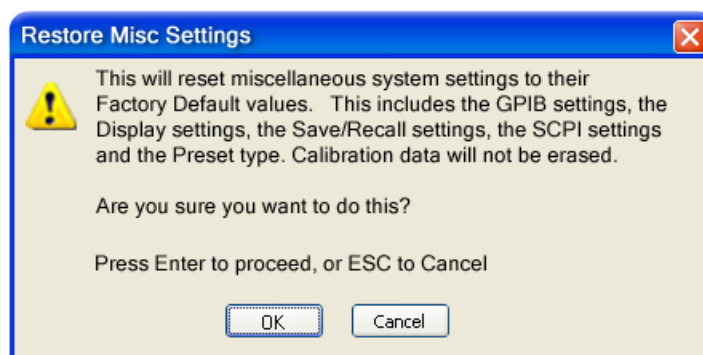 Restore Misc Settings
This will reset miscellaneous system settings to their
Factory Default values.   This includes the GPIB settings, the
Display settings, the Save/Recall settings, the SCPI settings
and the Preset type. Calibration data will not be erased.
Are you sure you want to do this?
Press Enter to proceed, or ESC to Cancel
OK
Cancel